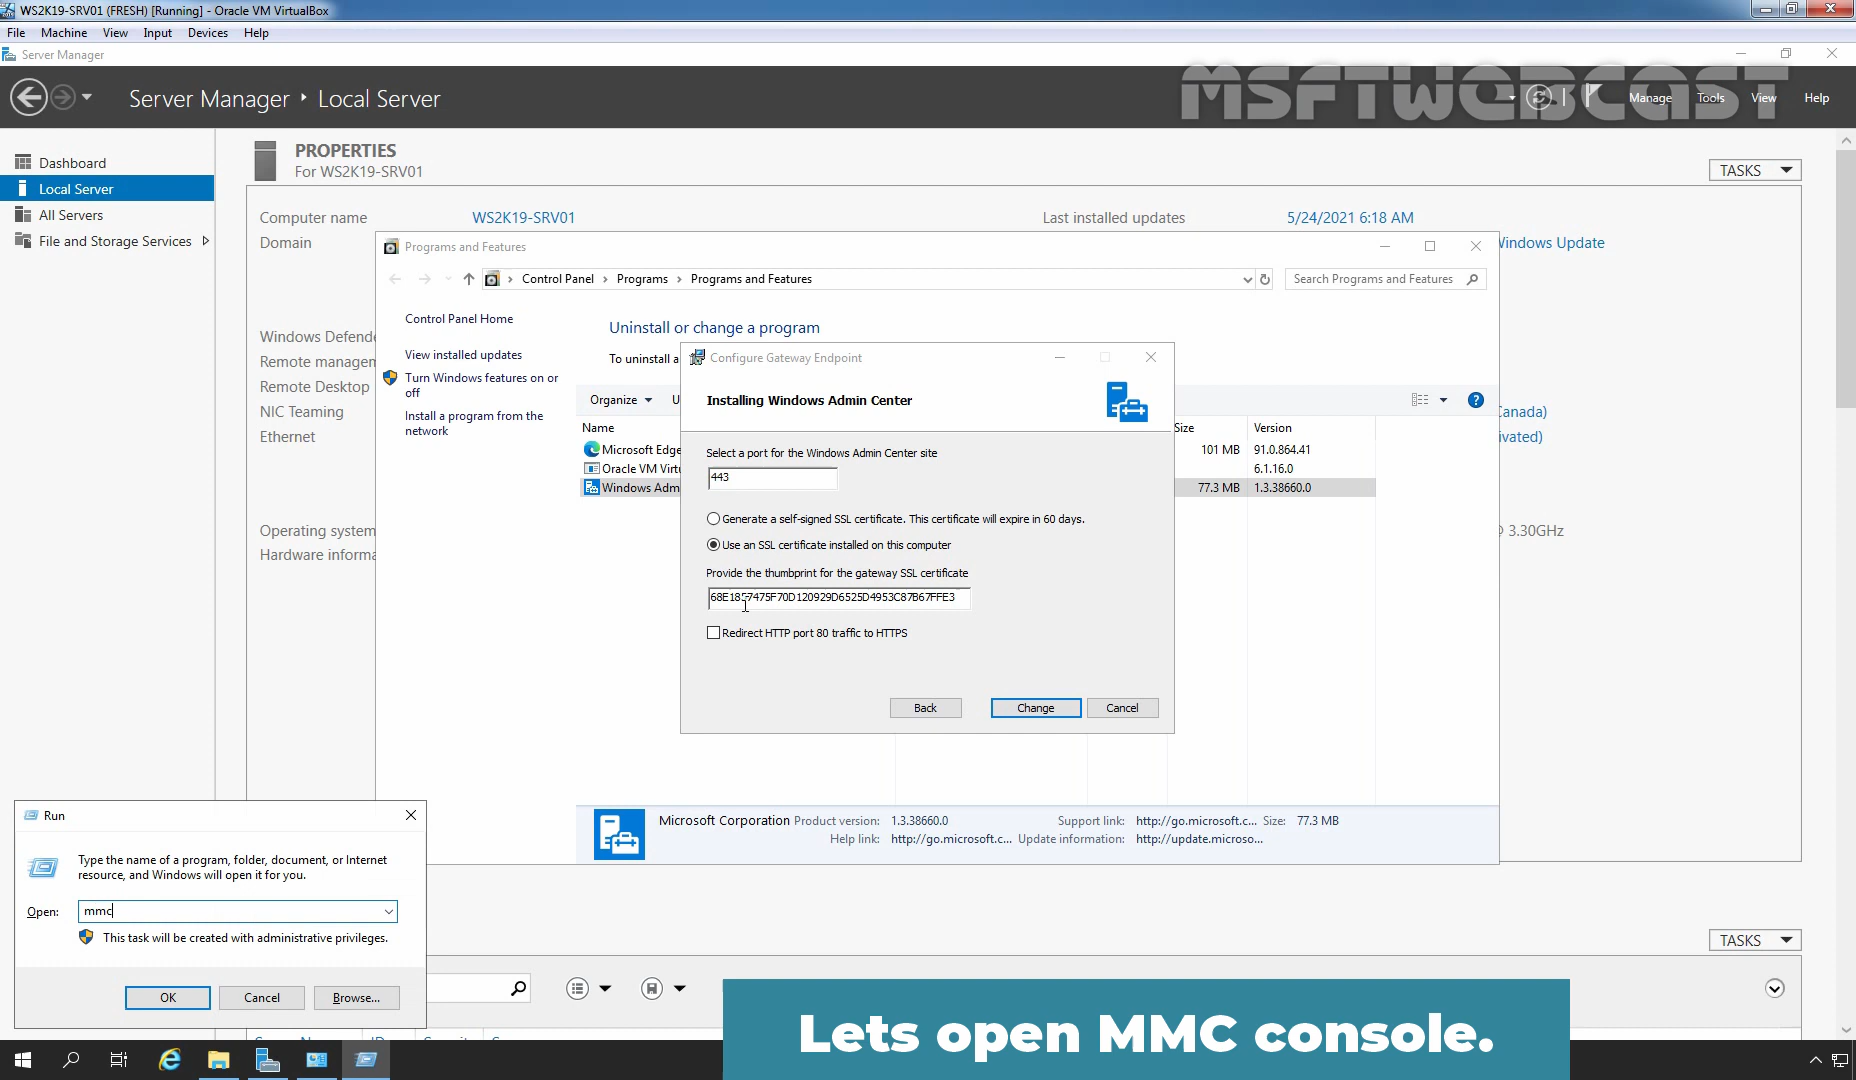 WS2K19-SRV01 (FRESH) [Running] - Oracle VM VirtualBox
File Machine View Input Devices Help
Server Manager
Server Manager ‣ Local Server
MSFTWEBCAST
Manage Tools View Help
Dashboard
Local Server
All Servers
File and Storage Services
PROPERTIES
For WS2K19-SRV01
TASKS
Computer name WS2K19-SRV01
Last installed updates 5/24/2021 6:18 AM
Domain
Windows Update
Windows Defende
Remote managem
Remote Desktop
NIC Teaming
Canada)
Ethernet
ivated)
Operating system
3.30GHz
Hardware informa
Programs and Features
Control Panel › Programs › Programs and Features
Search Programs and Features
Control Panel Home
View installed updates
Turn Windows features on or
off
Install a program from the
network
Uninstall or change a program
To uninstall a
Organize
U
Name Size Version
Microsoft Edge 101 MB 91.0.864.41
Oracle VM Virtu 6.1.16.0
Windows Adm 77.3 MB 1.3.38660.0
Microsoft Corporation Product version: 1.3.38660.0 Support link: http://go.microsoft.c... Size: 77.3 MB
Help link: http://go.microsoft.c... Update information: http://update.microso...
Configure Gateway Endpoint
Installing Windows Admin Center
Select a port for the Windows Admin Center site
443
Generate a self-signed SSL certificate. This certificate will expire in 60 days.
Use an SSL certificate installed on this computer
Provide the thumbprint for the gateway SSL certificate
Redirect HTTP port 80 traffic to HTTPS
Back Change Cancel
Run
Type the name of a program, folder, document, or Internet
resource, and Windows will open it for you.
Open: mmc
This task will be created with administrative privileges.
OK Cancel Browse...
TASKS
Lets open MMC console.